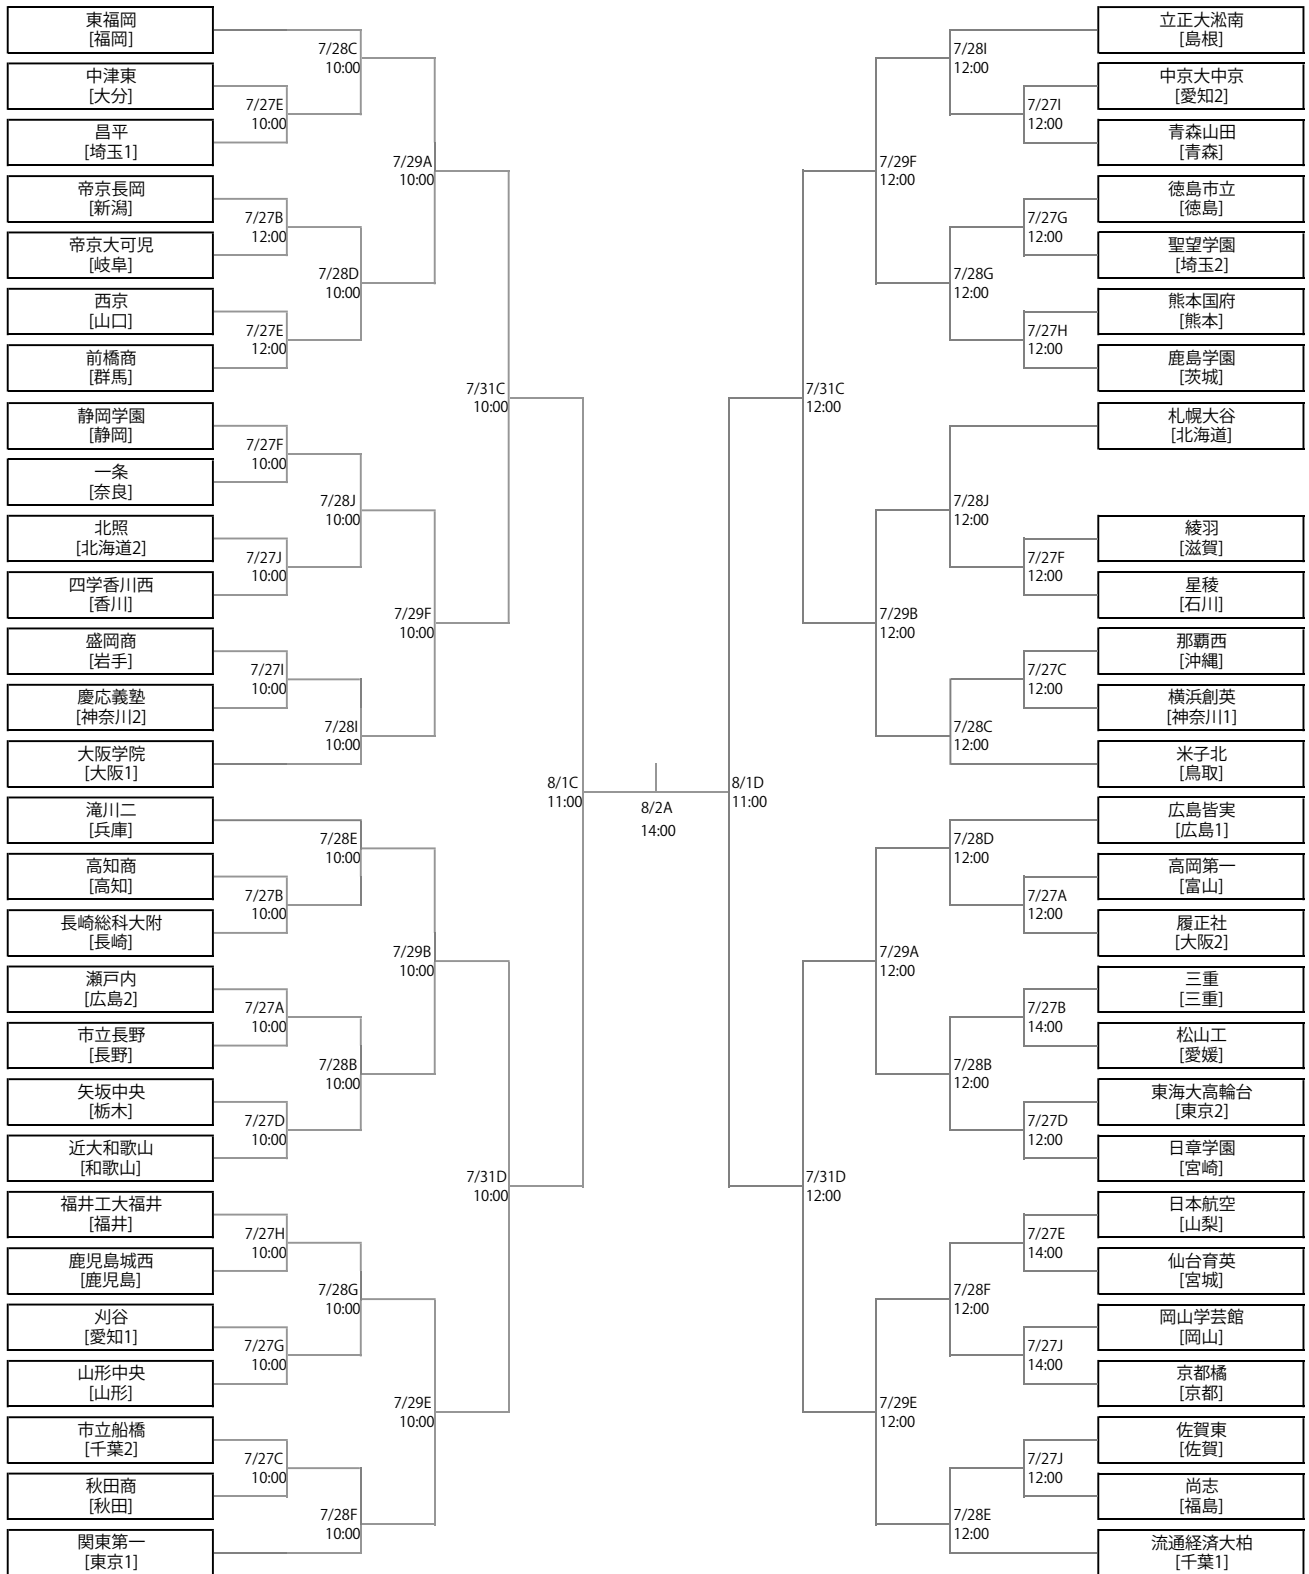 東福岡
[福岡]
中津東
[大分]
昌平
[埼玉1]
帝京長岡
[新潟]
帝京大可児
[岐阜]
西京
[山口]
前橋商
[群馬]
静岡学園
[静岡]
一条
[奈良]
北照
[北海道2]
四学香川西
[香川]
盛岡商
[岩手]
慶応義塾
[神奈川2]
大阪学院
[大阪1]
滝川二
[兵庫]
高知商
[高知]
長崎総科大附
[長崎]
瀬戸内
[広島2]
市立長野
[長野]
矢坂中央
[栃木]
近大和歌山
[和歌山]
福井工大福井
[福井]
鹿児島城西
[鹿児島]
刈谷
[愛知1]
山形中央
[山形]
市立船橋
[千葉2]
秋田商
[秋田]
関東第一
[東京1]
7/27E
10:00
7/27B
12:00
7/27E
12:00
7/27F
10:00
7/27J
10:00
7/27I
10:00
7/27B
10:00
7/27A
10:00
7/27D
10:00
7/27H
10:00
7/27G
10:00
7/27C
10:00
7/28C
10:00
7/28D
10:00
7/28J
10:00
7/28I
10:00
7/28E
10:00
7/28B
10:00
7/28G
10:00
7/28F
10:00
7/29A
10:00
7/29F
10:00
7/29B
10:00
7/29E
10:00
7/31C
10:00
7/31D
10:00
8/1C
11:00
8/2A
14:00
8/1D
11:00
7/31C
12:00
7/31D
12:00
7/29F
12:00
7/29B
12:00
7/29A
12:00
7/29E
12:00
7/28I
12:00
7/28G
12:00
7/28J
12:00
7/28C
12:00
7/28D
12:00
7/28B
12:00
7/28F
12:00
7/28E
12:00
7/27I
12:00
7/27G
12:00
7/27H
12:00
7/27F
12:00
7/27C
12:00
7/27A
12:00
7/27B
14:00
7/27D
12:00
7/27E
14:00
7/27J
14:00
7/27J
12:00
立正大淞南
[島根]
中京大中京
[愛知2]
青森山田
[青森]
徳島市立
[徳島]
聖望学園
[埼玉2]
熊本国府
[熊本]
鹿島学園
[茨城]
札幌大谷
[北海道]
綾羽
[滋賀]
星稜
[石川]
那覇西
[沖縄]
横浜創英
[神奈川1]
米子北
[鳥取]
広島皆実
[広島1]
高岡第一
[富山]
履正社
[大阪2]
三重
[三重]
松山工
[愛媛]
東海大高輪台
[東京2]
日章学園
[宮崎]
日本航空
[山梨]
仙台育英
[宮城]
岡山学芸館
[岡山]
京都橘
[京都]
佐賀東
[佐賀]
尚志
[福島]
流通経済大柏
[千葉1]